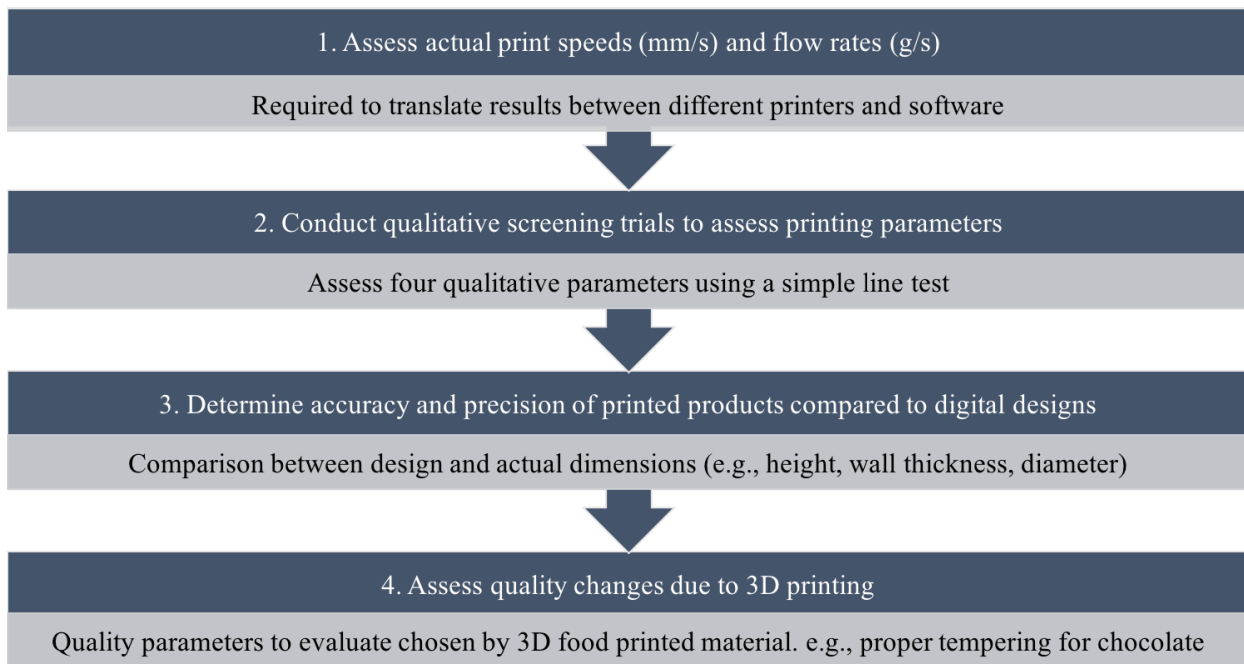 1. Assess actual print speeds (mm/s) and flow rates (g/s)
Required to translate results between different printers and software
2. Conduct qualitative screening trials to assess printing parameters
Assess four qualitative parameters using a simple line test
3. Determine accuracy and precision of printed products compared to digital designs
Comparison between design and actual dimensions (e.g., height, wall thickness, diameter)
4. Assess quality changes due to 3D printing
Quality parameters to evaluate chosen by 3D food printed material. e.g., proper tempering for chocolate